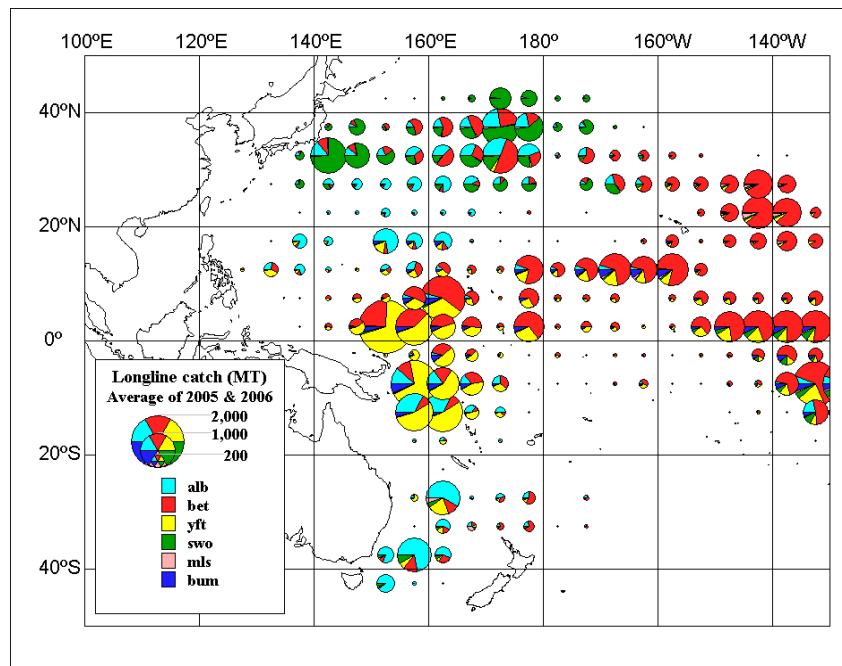 100ºE 120ºE 140ºE 160ºE 180º 160ºW 140ºW
40ºN
20ºN
0º
20ºS
40ºS
Longline catch (MT)
Average of 2005 & 2006
2,000
1,000
200
alb
bet
yft
swo
mls
bum